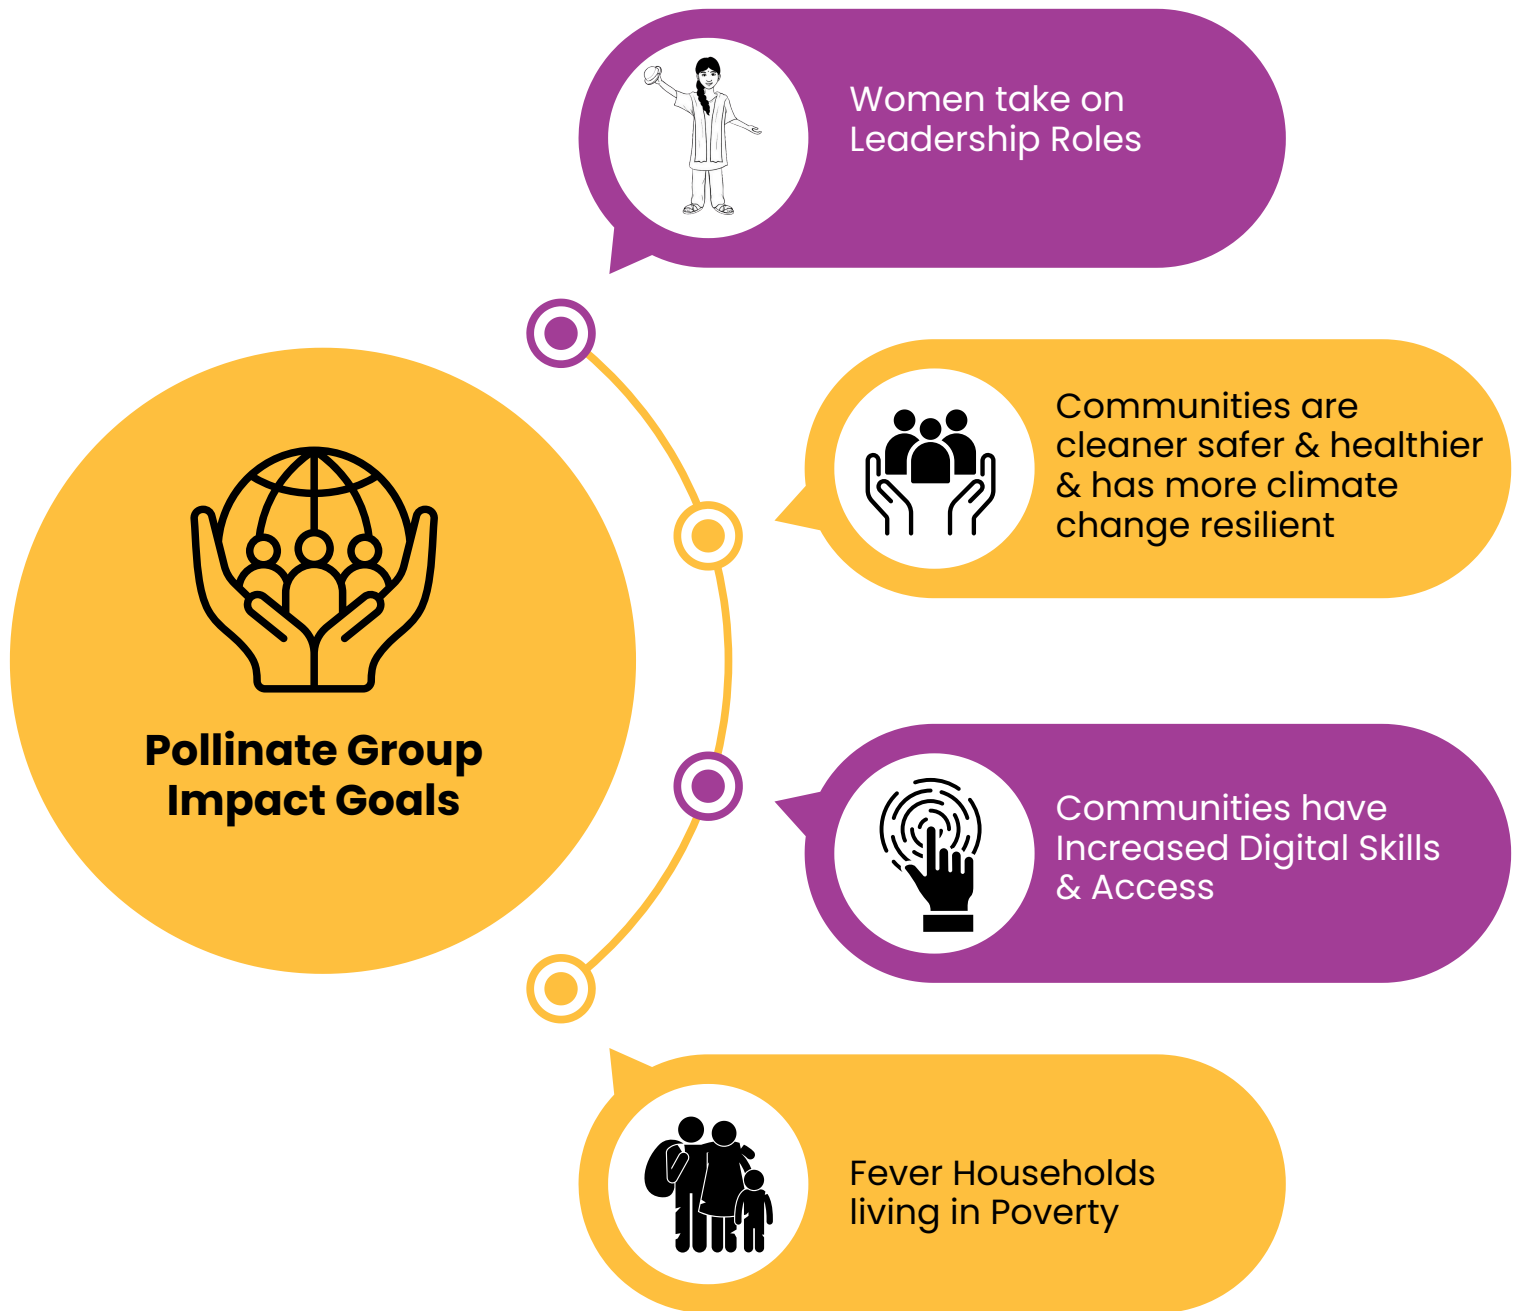 Women take on
Leadership Roles
Communities are
cleaner safer & healthier
& has more climate
change resilient
Pollinate Group
Impact Goals
Communities have
Increased Digital Skills
& Access
Fever Households
living in Poverty